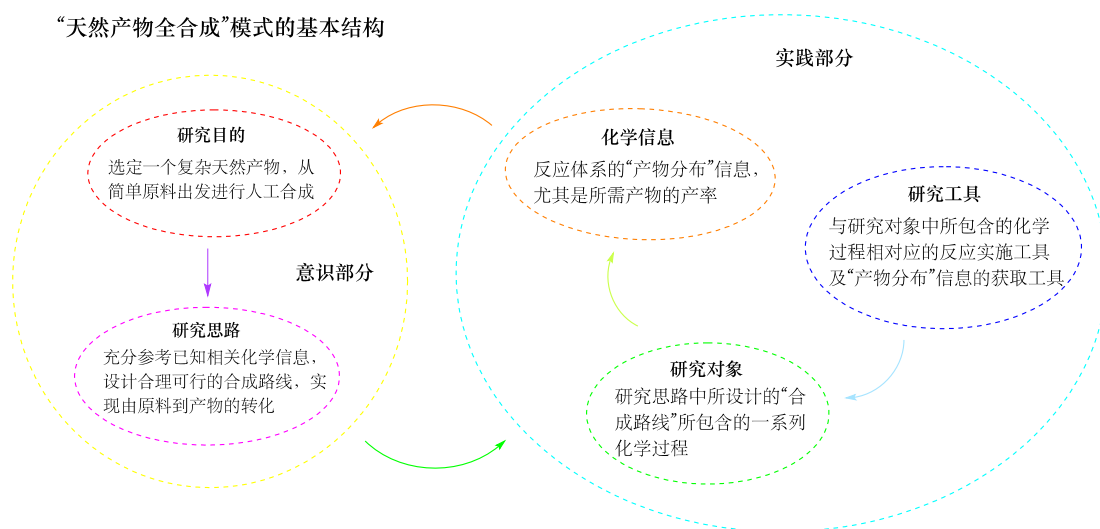 “天然产物全合成”模式的基本结构
实践部分
研究目的
选定一个复杂天然产物，从
简单原料出发进行人工合成
意识部分
研究思路
充分参考已知相关化学信息，
设计合理可行的合成路线，实
现由原料到产物的转化
化学信息
反应体系的“产物分布”信息，
尤其是所需产物的产率
研究工具
与研究对象中所包含的化学
过程相对应的反应实施工具
及“产物分布”信息的获取工具
研究对象
研究思路中所设计的“合
成路线”所包含的一系列
化学过程